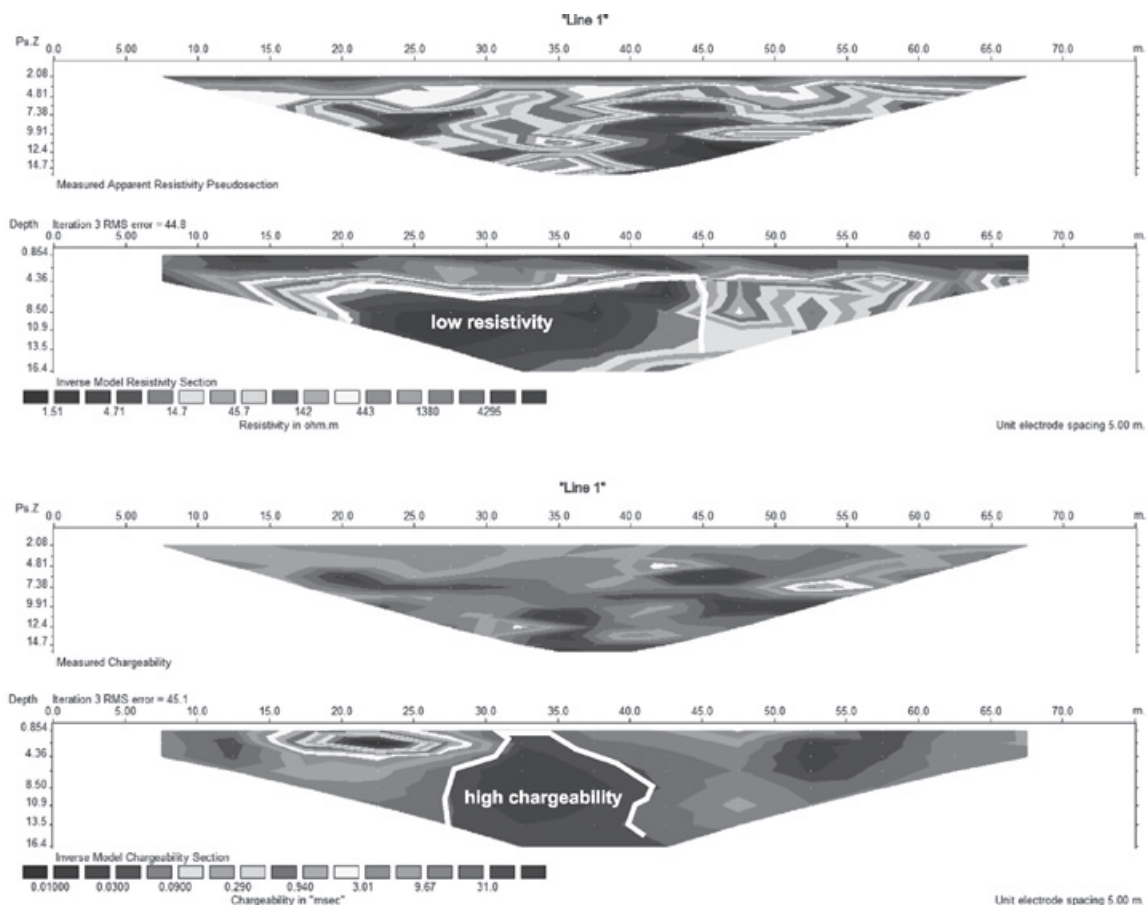 "Line 1"
Ps.Z 0.0 5.00 10.0 15.0 20.0 25.0 30.0 35.0 40.0 45.0 50.0 55.0 60.0 65.0 70.0 m.
2.08
4.81
7.38
9.91
12.4
14.7
Measured Apparent Resistivity Pseudosection
Depth Iteration 3 RMS error = 44.8
0.0 5.00 10.0 15.0 20.0 25.0 30.0 35.0 40.0 45.0 50.0 55.0 60.0 65.0 70.0 m.
0.854
4.36
8.50
10.9
13.5
16.4
low resistivity
Inverse Model Resistivity Section
1.51 4.71 14.7 45.7 142 443 1380 4295
Resistivity in ohm.m
Unit electrode spacing 5.00 m.
"Line 1"
Ps.Z 0.0 5.00 10.0 15.0 20.0 25.0 30.0 35.0 40.0 45.0 50.0 55.0 60.0 65.0 70.0 m.
2.08
4.81
7.38
9.91
12.4
14.7
Measured Chargeability
Depth Iteration 3 RMS error = 45.1
0.0 5.00 10.0 15.0 20.0 25.0 30.0 35.0 40.0 45.0 50.0 55.0 60.0 65.0 70.0 m.
0.854
4.36
8.50
10.9
13.5
16.4
high chargeability
Inverse Model Chargeability Section
0.01000 0.0300 0.0900 0.290 0.940 3.01 9.67 31.0
Chargeability in "msec"
Unit electrode spacing 5.00 m.